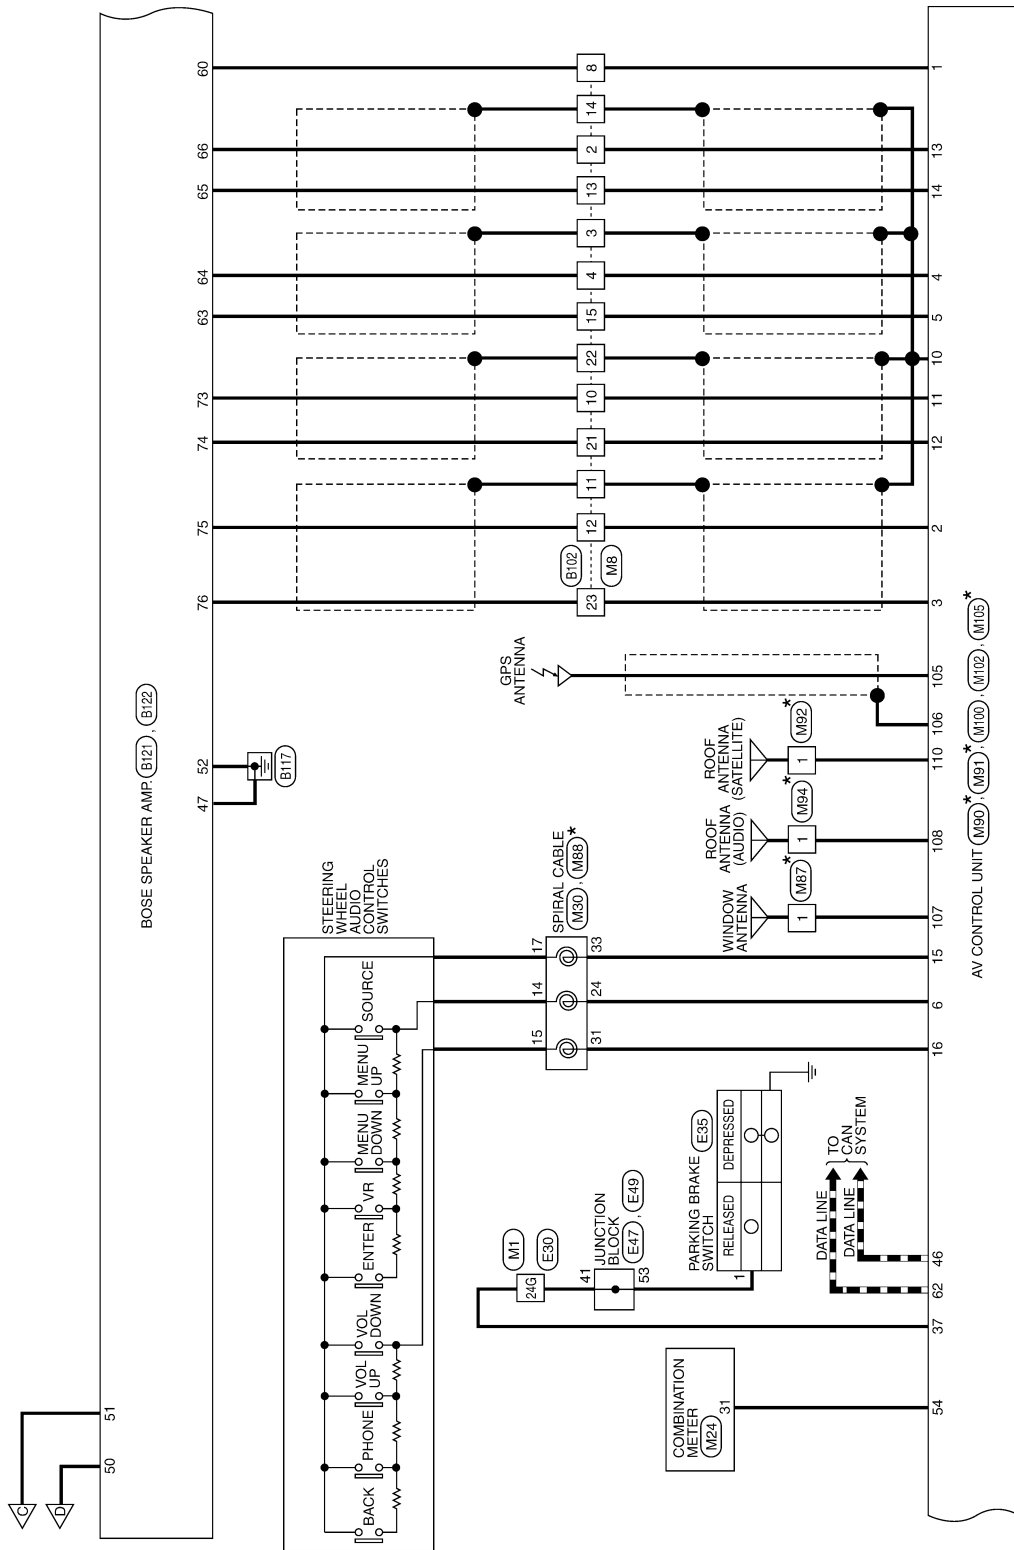 C
D
50
51
BOSE SPEAKER AMP. B121 , B122
47
52
B117
76
75
74
73
63
64
65
66
60
STEERING
WHEEL
AUDIO
CONTROL
SWITCHES
BACK
PHONE
VOL
UP
VOL
DOWN
ENTER
VR
MENU
DOWN
MENU
UP
SOURCE
15
14
17
SPIRAL CABLE
M30 , M88 *
31
24
33
GPS
ANTENNA
B102
M8
23
12
11
21
10
22
15
4
3
13
2
14
8
M1
24G
E30
41
JUNCTION
BLOCK
E47 , E49
53
COMBINATION
METER
M24
31
PARKING BRAKE
SWITCH
E35
RELEASED
DEPRESSED
1
WINDOW
ANTENNA
1
M87 *
ROOF
ANTENNA
(AUDIO)
1
M94 *
ROOF
ANTENNA
(SATELLITE)
1
M92 *
DATA LINE
DATA LINE
TO
CAN
SYSTEM
54
37
62
46
16
6
15
107
108
110
106
105
3
2
12
11
10
5
4
14
13
1
AV CONTROL UNIT M90 * , M91 * , M100 , M102 , M105 *